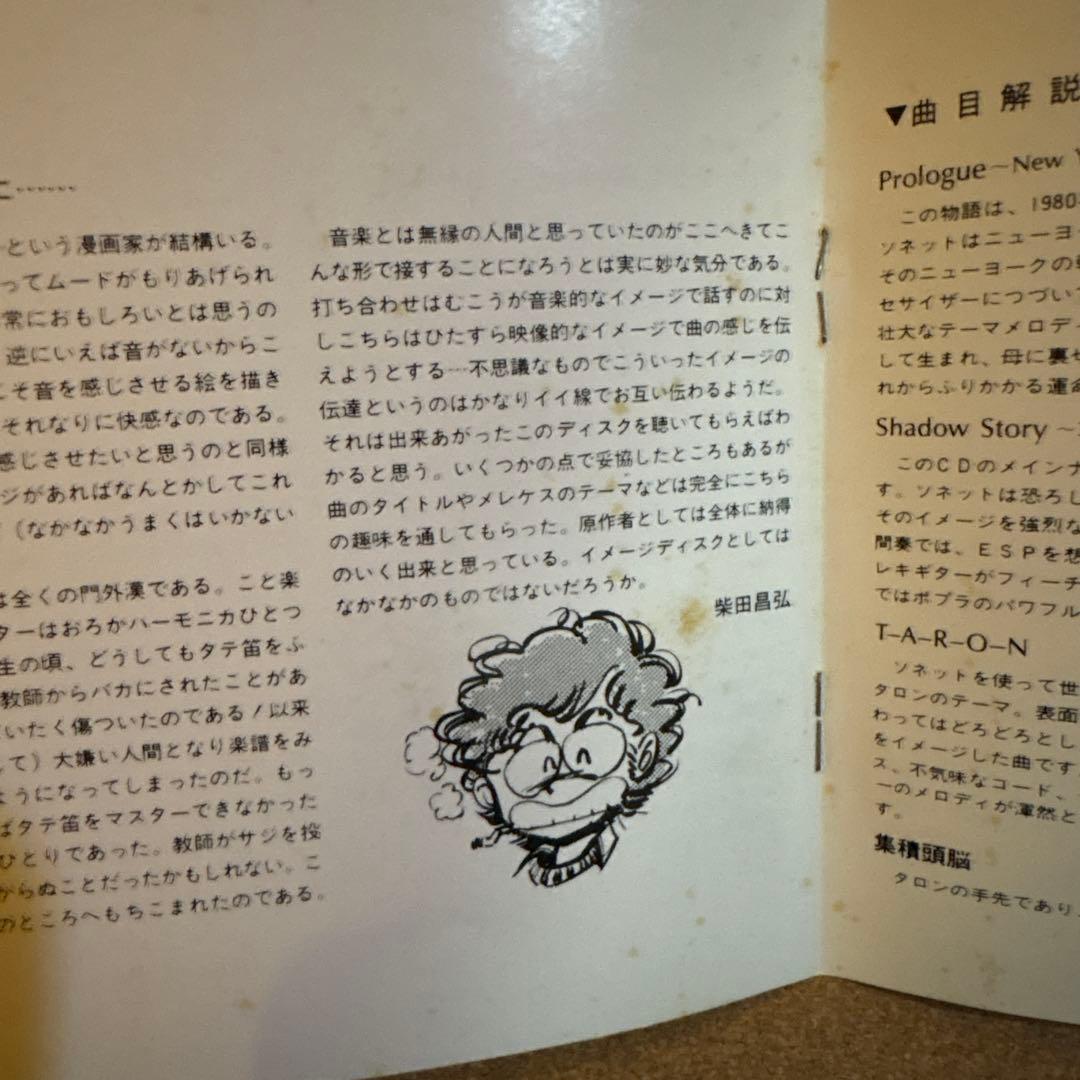 に……
という漫画家が結構いる。
ってムードがもりあげられ
常におもしろいとは思うの
逆にいえば音がないからこ
こそ音を感じさせる絵を描き
それなりに快感なのである。
感じさせたいと思うのと同様
ジがあればなんとかしてこれ
(なかなかうまくはいかない
は全くの門外漢である。こと楽
ターはおろかハーモニカひとつ
生の頃、どうしてもタテ笛をふ
教師からバカにされたことがあ
いたく傷ついたのである！以来
て）大嫌い人間となり楽譜をみ
ようになってしまったのだ。もっ
ばタテ笛をマスターできなかった
ひとりであった。教師がサジを投
からぬことだったかもしれない。こ
のところへもちこまれたのである。
音楽とは無縁の人間と思っていたのがここへきてこ
んな形で接することになろうとは実に妙な気分である。
打ち合わせはむこうが音楽的なイメージで話すのに対
しこちらはひたすら映像的なイメージで曲の感じを伝
えようとする…不思議なものでこういったイメージの
伝達というのはかなりイイ線でお互い伝わるようだ。
それは出来あがったこのディスクを聴いてもらえばわ
かると思う。いくつかの点で妥協したところもあるが
曲のタイトルやメレケスのテーマなどは完全にこちら
の趣味を通してもらった。原作者としては全体に納得
のいく出来と思っている。イメージディスクとしては
なかなかのものではないだろうか。
柴田昌弘
▼曲目解説
Prologue～New
この物語は、1980
ソネットはニューヨー
そのニューヨークの
セサイザーにつづいて
壮大なテーマメロディ
して生まれ、母に裏
れからふりかかる運命
Shadow Story～
このCDのメインナ
す。ソネットは恐ろし
そのイメージを強烈な
間奏では、ESPを想
レキギターがフィーチ
ではポプラのパワフル
T-A-R-O-N
ソネットを使って世
タロンのテーマ。表面
わってはどろどろとし
をイメージした曲です
ス、不気味なコード、
ーのメロディが渾然と
す。
集積頭脳
タロンの手先であり